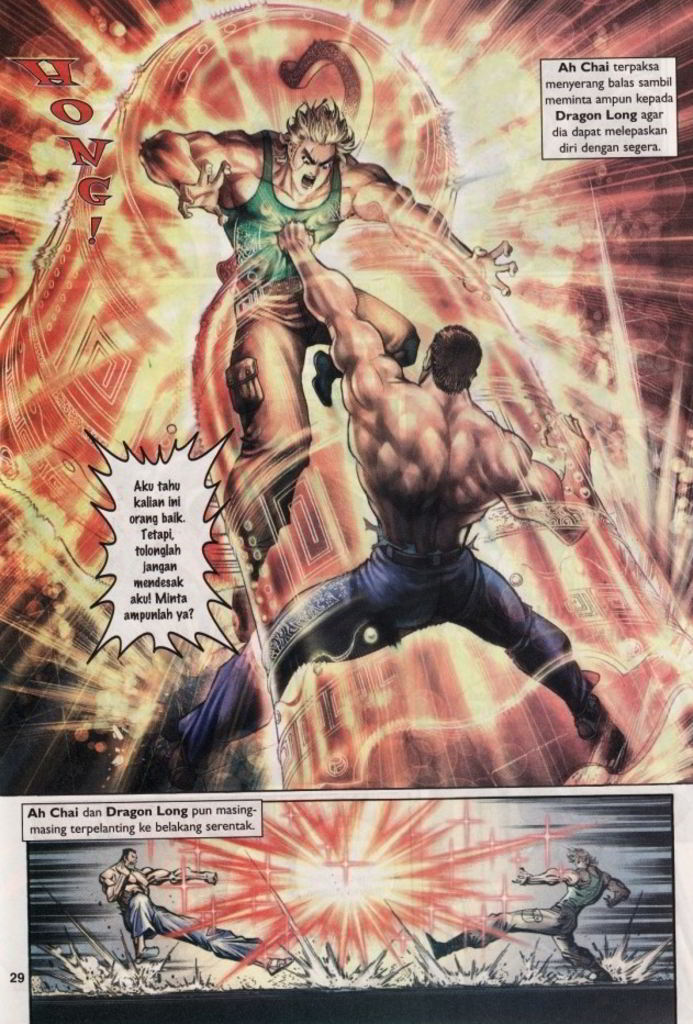 HONG!
Ah Chai terpaksa
menyerang balas sambil
meminta ampun kepada
Dragon Long agar
dia dapat melepaskan
diri dengan segera.
Aku tahu
kalian ini
orang baik.
Tetapi,
tolonglah
jangan
mendesak
aku! Minta
ampunlah ya?
Ah Chai dan Dragon Long pun masing-
masing terpelanting ke belakang serentak.
29